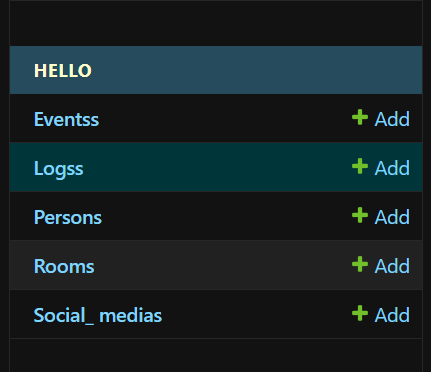 HELLO
Eventss + Add
Logss + Add
Persons + Add
Rooms + Add
Social_ medias + Add